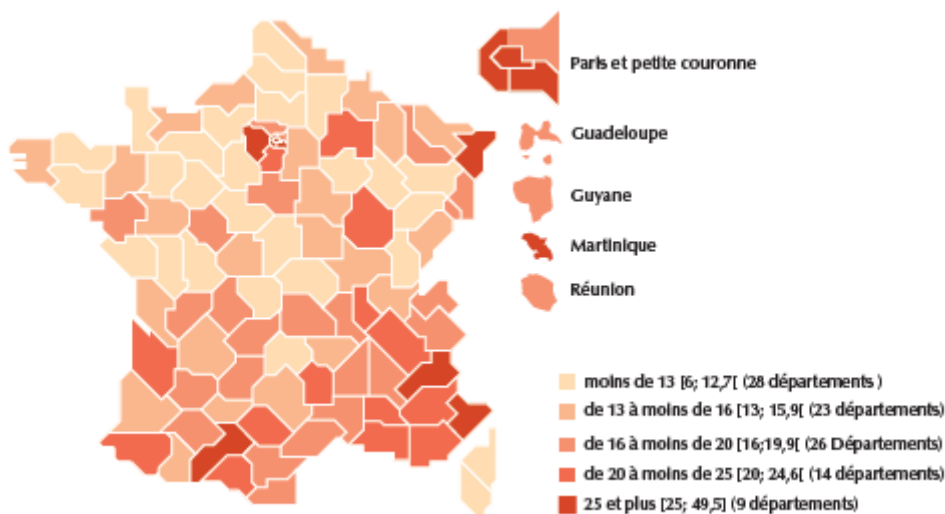 Paris et petite couronne
Guadeloupe
Guyane
Martinique
Réunion
moins de 13 [6; 12,7[ (28 départements )
de 13 à moins de 16 [13; 15,9[ (23 départements)
de 16 à moins de 20 [16;19,9[ (26 Départements)
de 20 à moins de 25 [20; 24,6[ (14 départements)
25 et plus [25; 49,5] (9 départements)